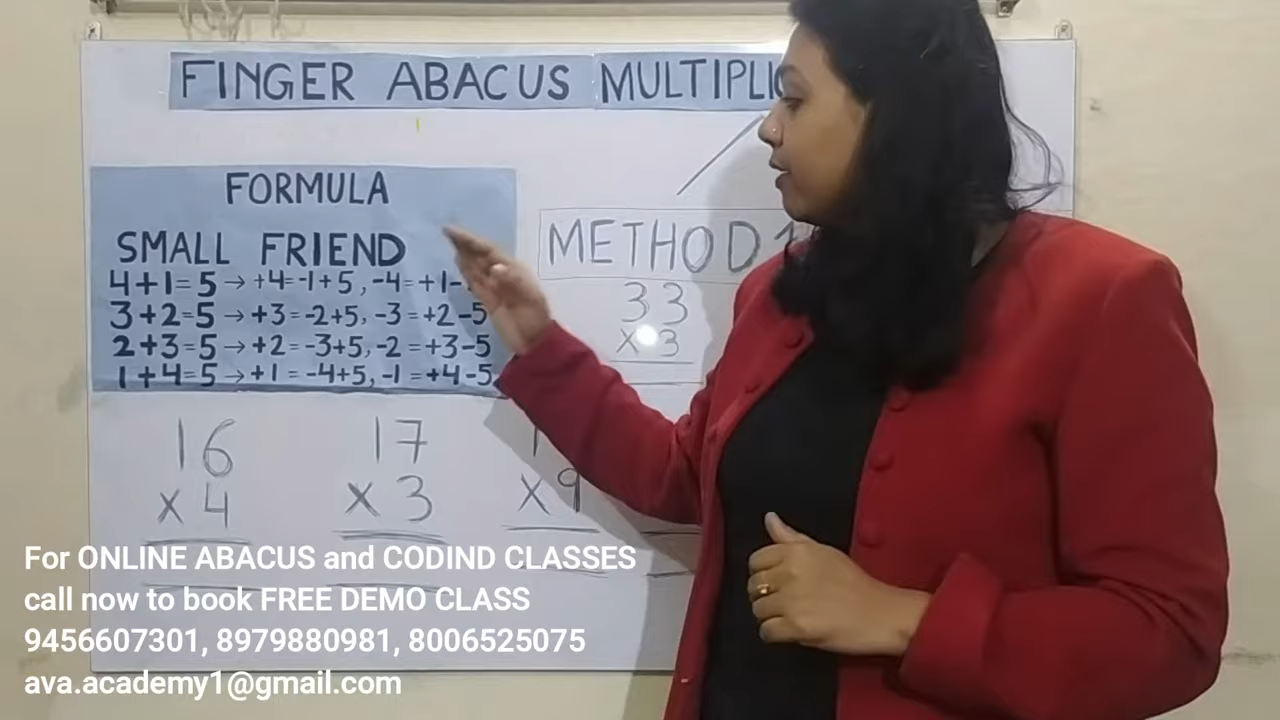 FINGER ABACUS
FORMULA
SMALL FRIEND
4+1=5→+4=-1+5,-4=+1-
3+2=5→+3=-2+5,-3=+2-5
2+3=5→+2=-3+5,-2=+3-5
1+4=5→+1=-4+5,-1=+4-5
METHOD 1
33
×3
16
×4
17
×3
×9
For ONLINE ABACUS and CODIND CLASSES
call now to book FREE DEMO CLASS
9456607301, 8979880981, 8006525075
ava.academy1@gmail.com